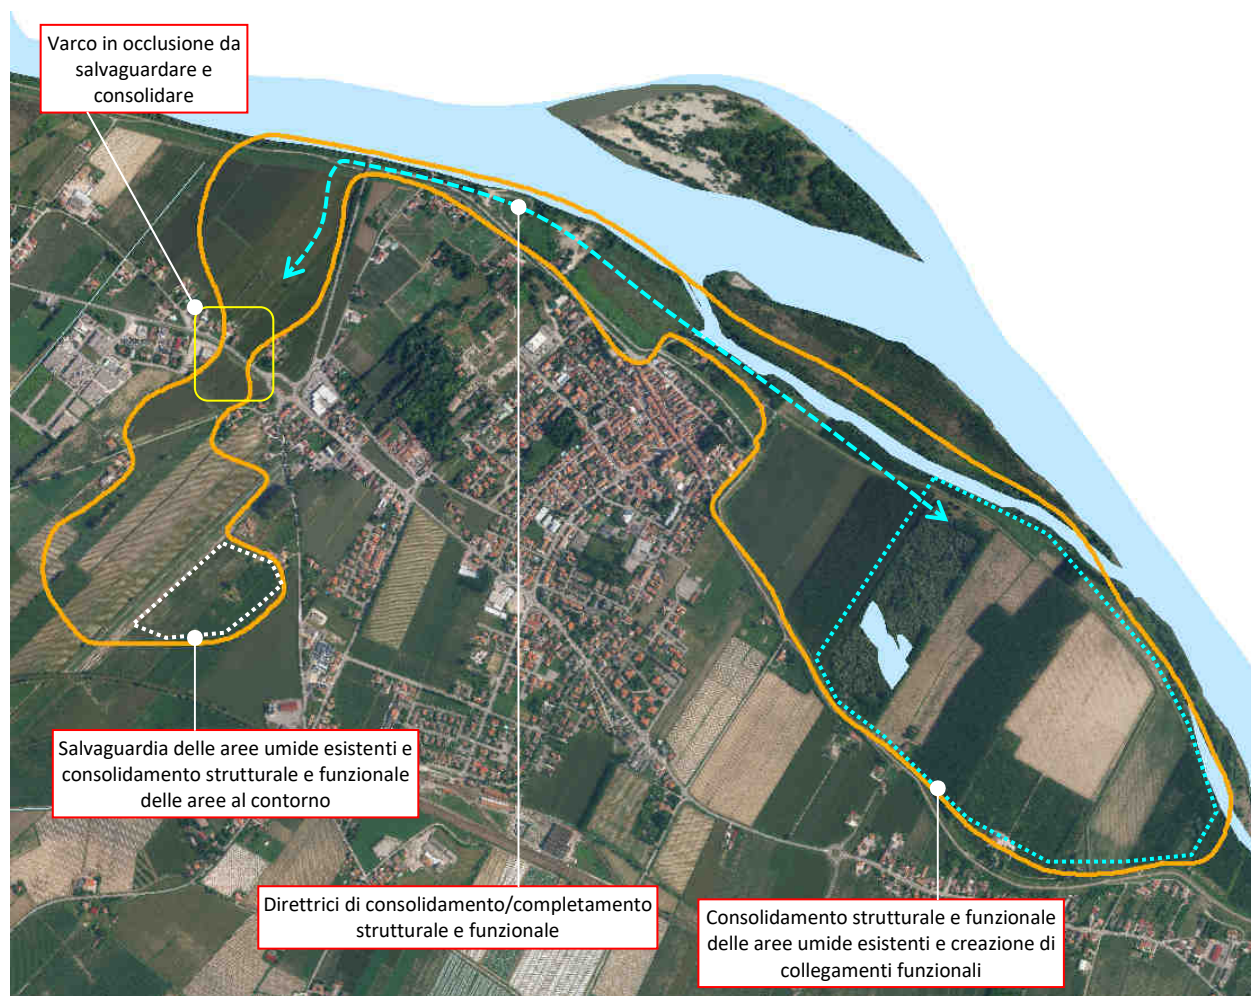 Varco in occlusione da
salvaguardare e
consolidare
Salvaguardia delle aree umide esistenti e
consolidamento strutturale e funzionale
delle aree al contorno
Direttrici di consolidamento/completamento
strutturale e funzionale
Consolidamento strutturale e funzionale
delle aree umide esistenti e creazione di
collegamenti funzionali